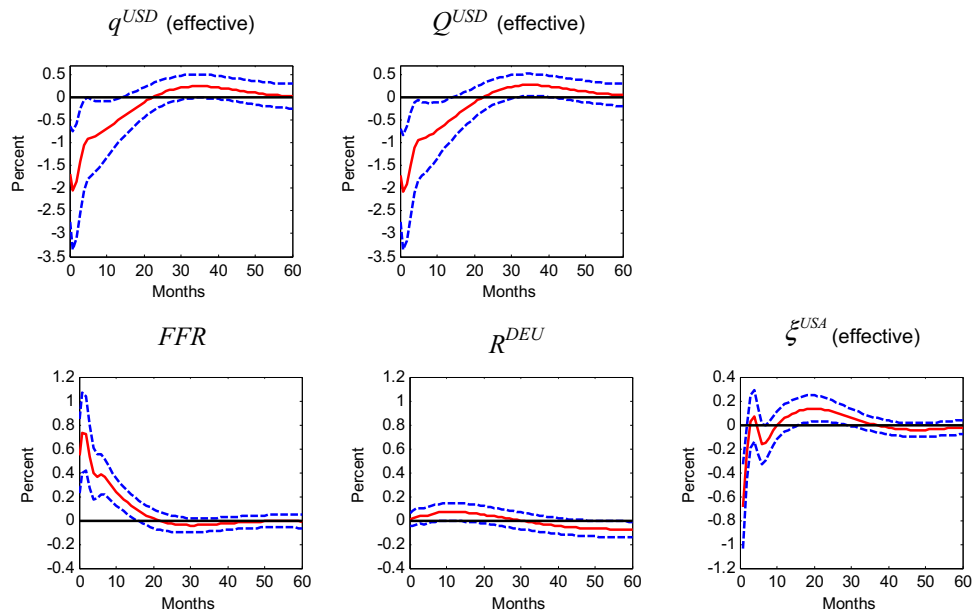 q^USD (effective)
Q^USD (effective)
Percent
0.5
0
-0.5
-1
-1.5
-2
-2.5
-3
-3.5
0 10 20 30 40 50 60
Months
Percent
0.5
0
-0.5
-1
-1.5
-2
-2.5
-3
-3.5
0 10 20 30 40 50 60
Months
FFR
R^DEU
ξ^USA (effective)
Percent
1.2
1
0.8
0.6
0.4
0.2
0
-0.2
-0.4
0 10 20 30 40 50 60
Months
Percent
1.2
1
0.8
0.6
0.4
0.2
0
-0.2
-0.4
0 10 20 30 40 50 60
Months
Percent
0.4
0.2
0
-0.2
-0.4
-0.6
-0.8
-1
-1.2
0 10 20 30 40 50 60
Months